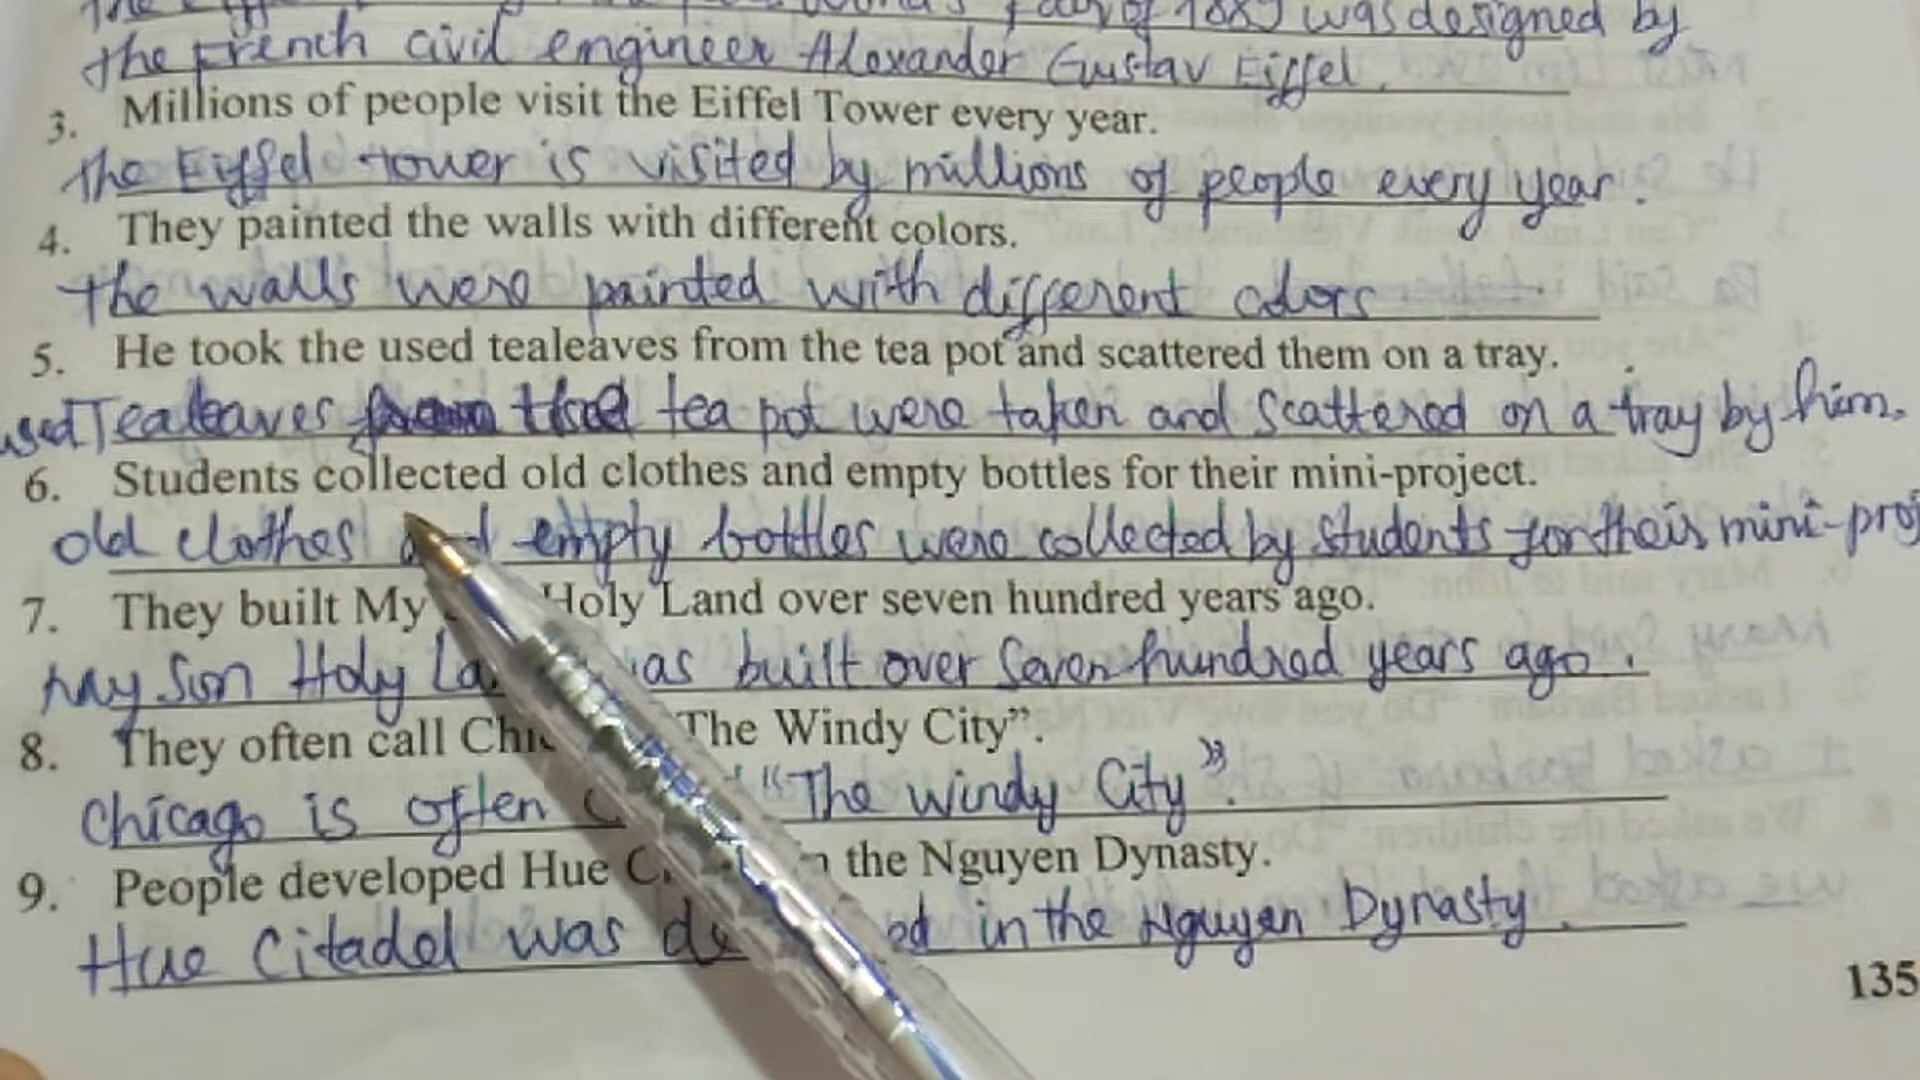 was designed by
the French civil engineer Alexander Gustav Eiffel.
3. Millions of people visit the Eiffel Tower every year.
The Eiffel tower is visited by millions of people every year.
4. They painted the walls with different colors.
the walls were painted with different colors
5. He took the used tealeaves from the tea pot and scattered them on a tray.
used Tealeaves tea pot were taken and scattered on a tray by him.
6. Students collected old clothes and empty bottles for their mini-project.
old clothes empty bottles were collected by students for their mini-proj
7. They built My Holy Land over seven hundred years ago.
My Son Holy built over seven hundred years ago.
8. They often call "The Windy City".
Chicago is often "The Windy City".
9. People developed Hue the Nguyen Dynasty.
Hue Citadel was in the Nguyen Dynasty.
135